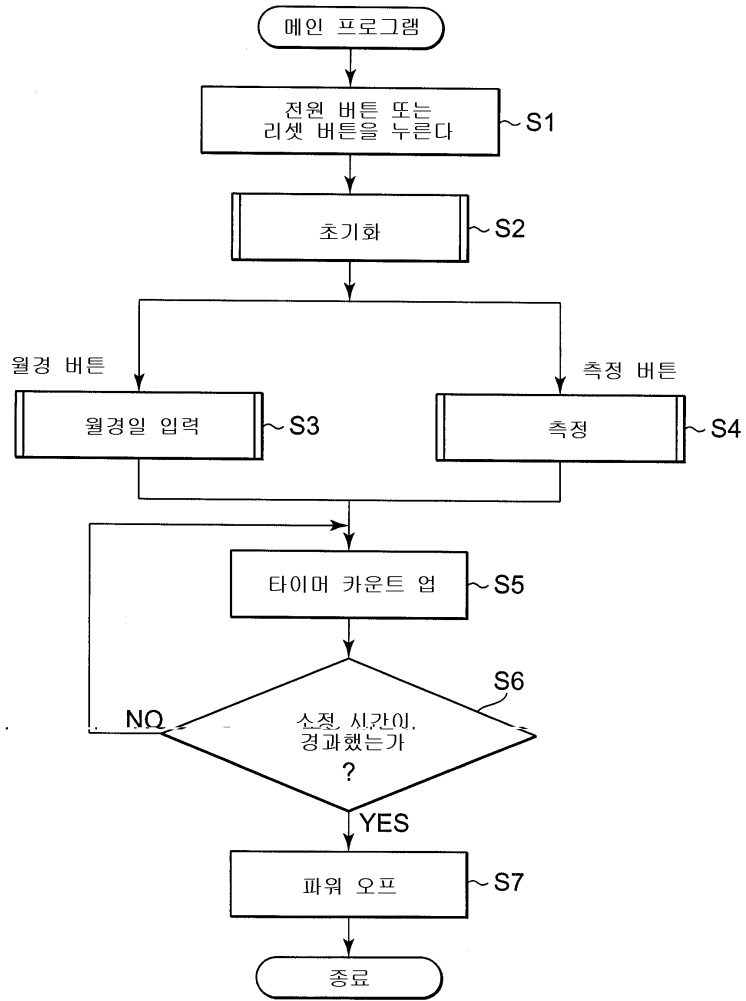 메인 프로그램
전원 버튼 또는
리셋 버튼을 누른다
S1
초기화
S2
월경 버튼
측정 버튼
월경일 입력
S3
측정
S4
타이머 카운트 업
S5
S6
NO
소정 시간이
경과했는가
?
YES
파워 오프
S7
종료